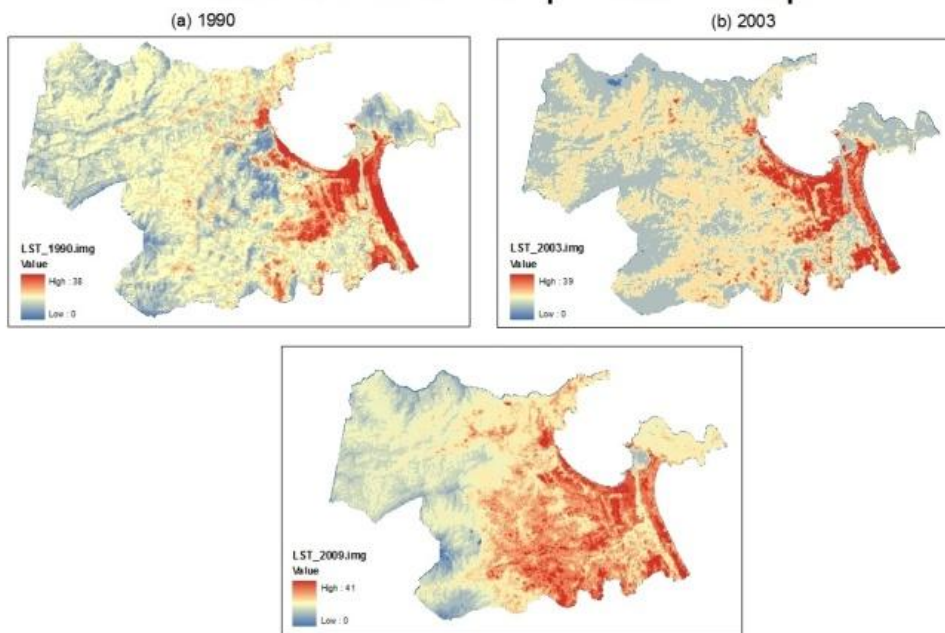 (a) 1990
(b) 2003
LST_1990.img
Value
High : 38
Low : 0
LST_2003.img
Value
High : 39
Low : 0
LST_2009.img
Value
High : 41
Low : 0